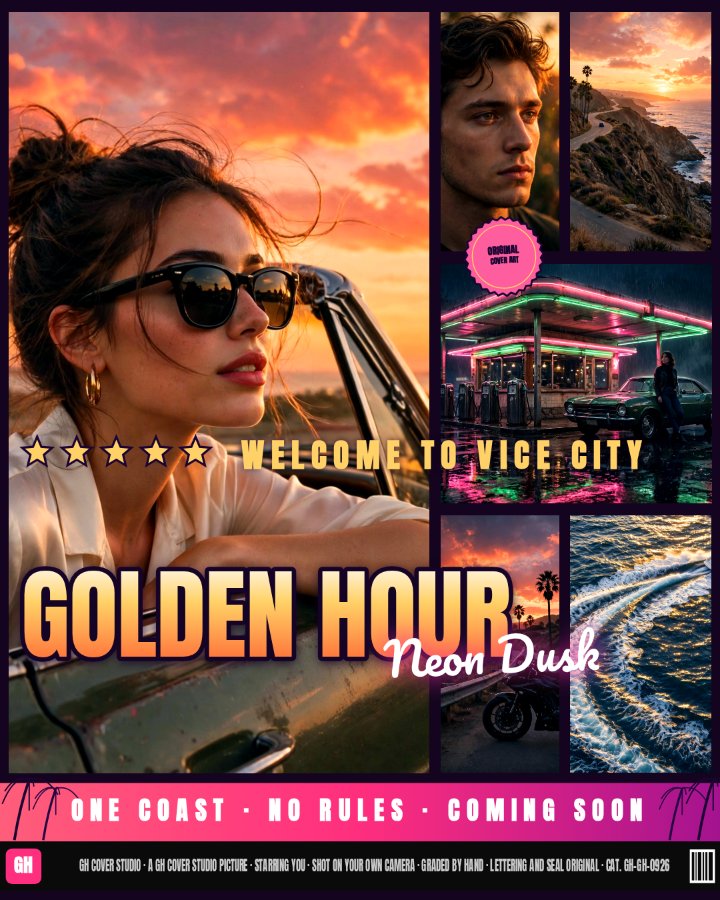 ORIGINAL
COVER ART
★★★★★ WELCOME TO VICE CITY
GOLDEN HOUR
Neon Dusk
ONE COAST · NO RULES · COMING SOON
GH
GH COVER STUDIO · A GH COVER STUDIO PICTURE · STARRING YOU · SHOT ON YOUR OWN CAMERA · GRADED BY HAND · LETTERING AND SEAL ORIGINAL · CAT. GH-6H-0926